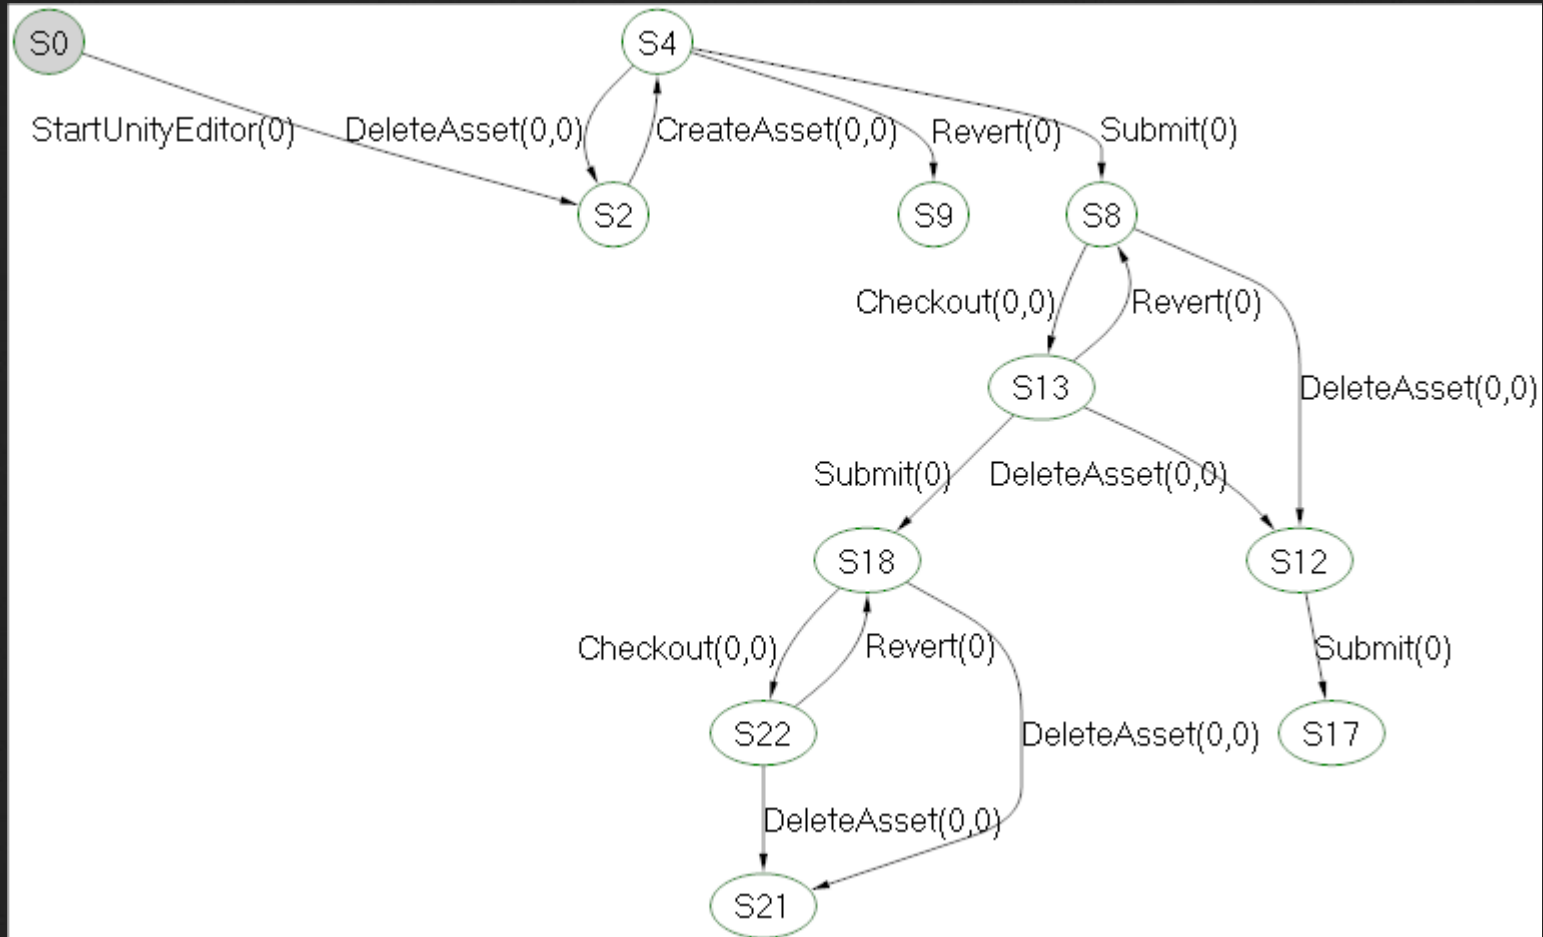 S0
S4
StartUnityEditor(0)
DeleteAsset(0,0)
CreateAsset(0,0)
Revert(0)
Submit(0)
S2
S9
S8
Checkout(0,0)
Revert(0)
S13
DeleteAsset(0,0)
Submit(0)
DeleteAsset(0,0)
S18
S12
Checkout(0,0)
Revert(0)
Submit(0)
S22
DeleteAsset(0,0)
S17
DeleteAsset(0,0)
S21